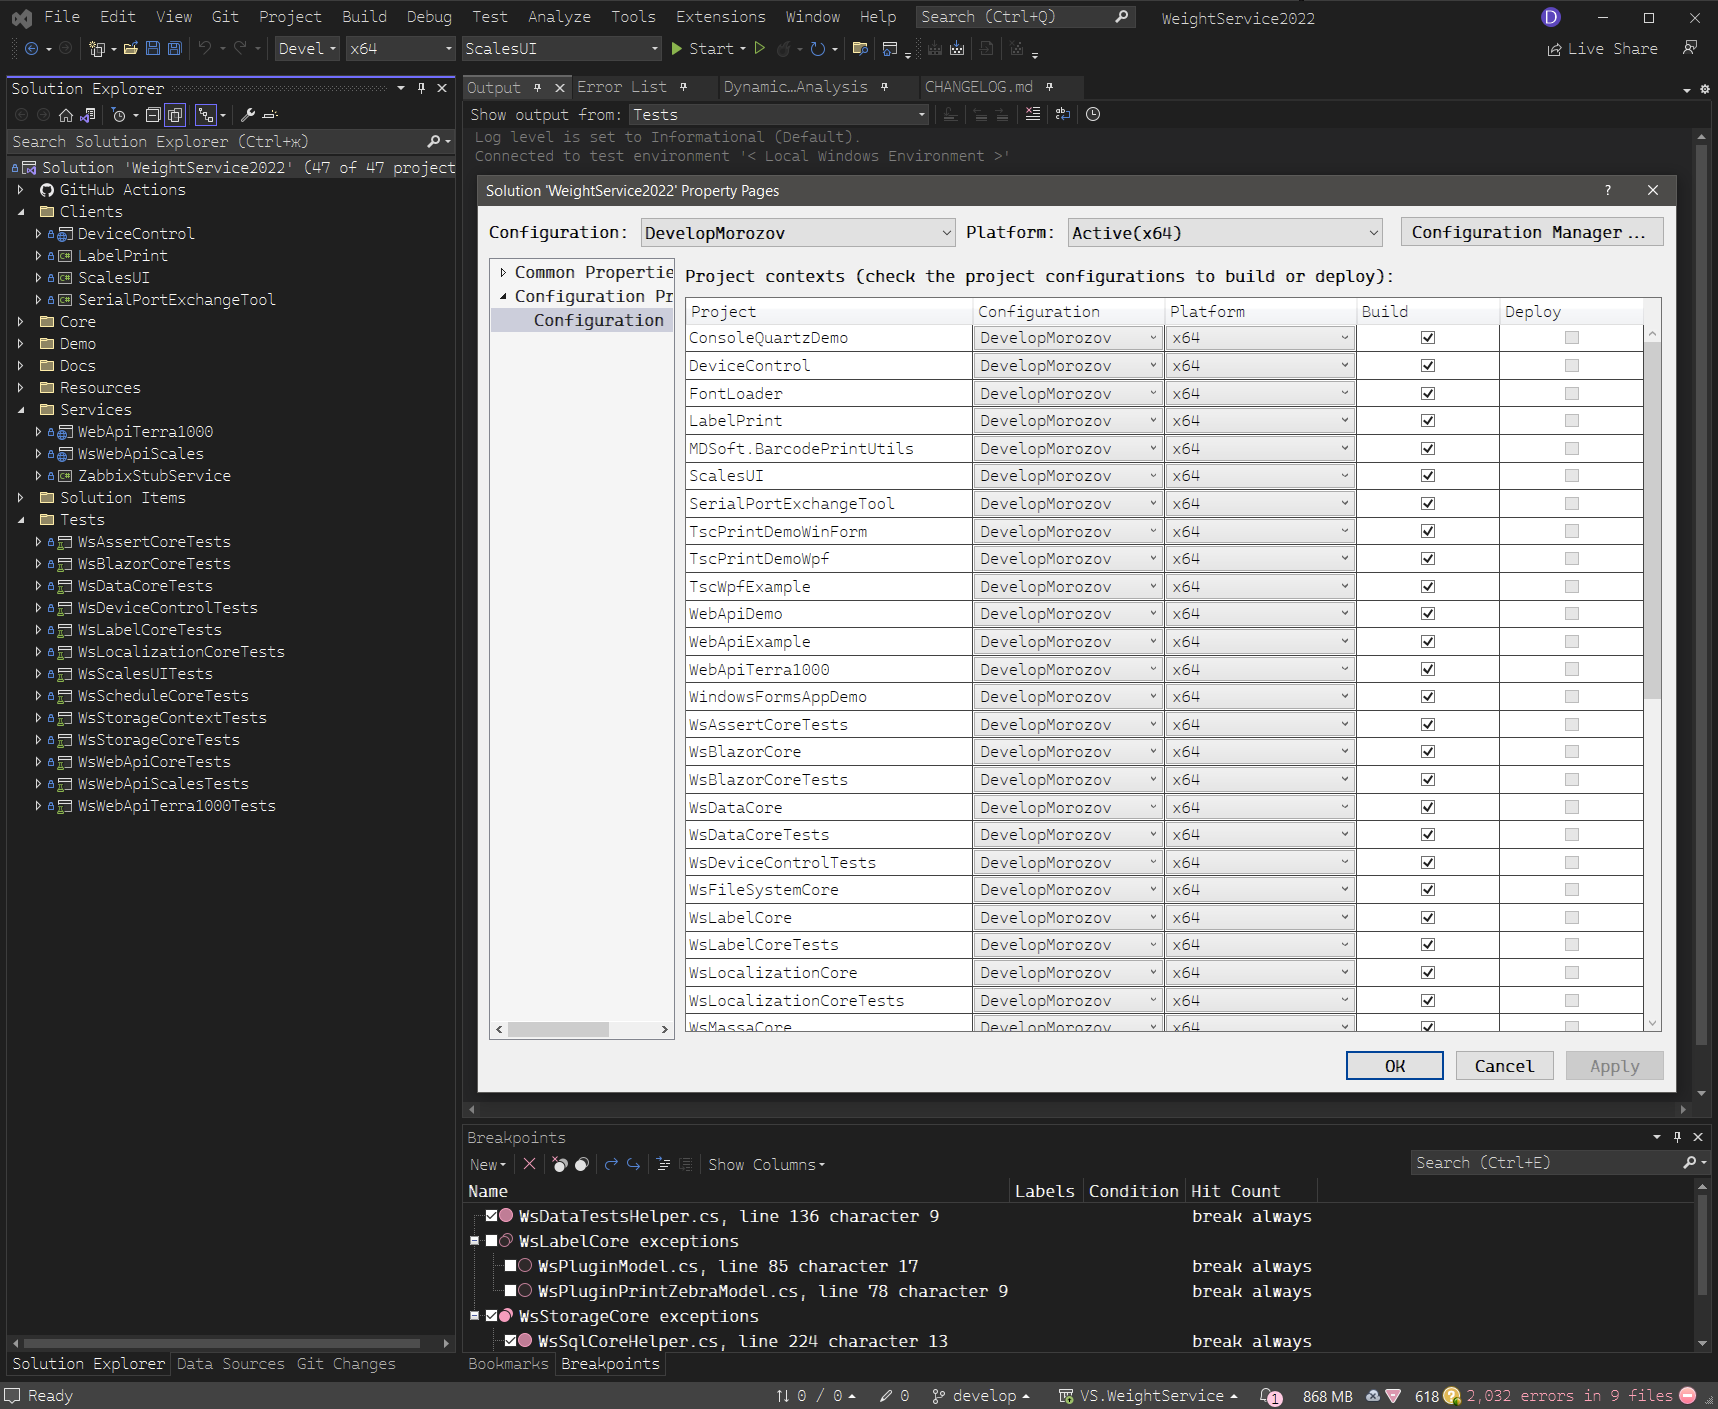 File Edit View Git Project Build Debug Test Analyze Tools Extensions Window Help Search (Ctrl+Q) WeightService2022 D
Devel x64 ScalesUI Start Live Share
Solution Explorer
Search Solution Explorer (Ctrl+ж)
Solution 'WeightService2022' (47 of 47 project
GitHub Actions
Clients
DeviceControl
LabelPrint
ScalesUI
SerialPortExchangeTool
Core
Demo
Docs
Resources
Services
WebApiTerra1000
WsWebApiScales
ZabbixStubService
Solution Items
Tests
WsAssertCoreTests
WsBlazorCoreTests
WsDataCoreTests
WsDeviceControlTests
WsLabelCoreTests
WsLocalizationCoreTests
WsScalesUITests
WsScheduleCoreTests
WsStorageContextTests
WsStorageCoreTests
WsWebApiCoreTests
WsWebApiScalesTests
WsWebApiTerra1000Tests
Solution Explorer Data Sources Git Changes
Output Error List Dynamic...Analysis CHANGELOG.md
Show output from: Tests
Log level is set to Informational (Default).
Connected to test environment '< Local Windows Environment >'
Solution 'WeightService2022' Property Pages ?
Configuration: DevelopMorozov Platform: Active(x64) Configuration Manager ...
Common Propertie
Configuration Pr
Configuration
Project contexts (check the project configurations to build or deploy):
Project Configuration Platform Build Deploy
ConsoleQuartzDemo DevelopMorozov x64
DeviceControl DevelopMorozov x64
FontLoader DevelopMorozov x64
LabelPrint DevelopMorozov x64
MDSoft.BarcodePrintUtils DevelopMorozov x64
ScalesUI DevelopMorozov x64
SerialPortExchangeTool DevelopMorozov x64
TscPrintDemoWinForm DevelopMorozov x64
TscPrintDemoWpf DevelopMorozov x64
TscWpfExample DevelopMorozov x64
WebApiDemo DevelopMorozov x64
WebApiExample DevelopMorozov x64
WebApiTerra1000 DevelopMorozov x64
WindowsFormsAppDemo DevelopMorozov x64
WsAssertCoreTests DevelopMorozov x64
WsBlazorCore DevelopMorozov x64
WsBlazorCoreTests DevelopMorozov x64
WsDataCore DevelopMorozov x64
WsDataCoreTests DevelopMorozov x64
WsDeviceControlTests DevelopMorozov x64
WsFileSystemCore DevelopMorozov x64
WsLabelCore DevelopMorozov x64
WsLabelCoreTests DevelopMorozov x64
WsLocalizationCore DevelopMorozov x64
WsLocalizationCoreTests DevelopMorozov x64
WsMassaCore DevelopMorozov x64
OK Cancel Apply
Breakpoints
New Show Columns Search (Ctrl+E)
Name Labels Condition Hit Count
WsDataTestsHelper.cs, line 136 character 9 break always
WsLabelCore exceptions
WsPluginModel.cs, line 85 character 17 break always
WsPluginPrintZebraModel.cs, line 78 character 9 break always
WsStorageCore exceptions
WsSqlCoreHelper.cs, line 224 character 13 break always
Bookmarks Breakpoints
Ready 0 / 0 0 develop VS.WeightService 1 868 MB 618 2,032 errors in 9 files